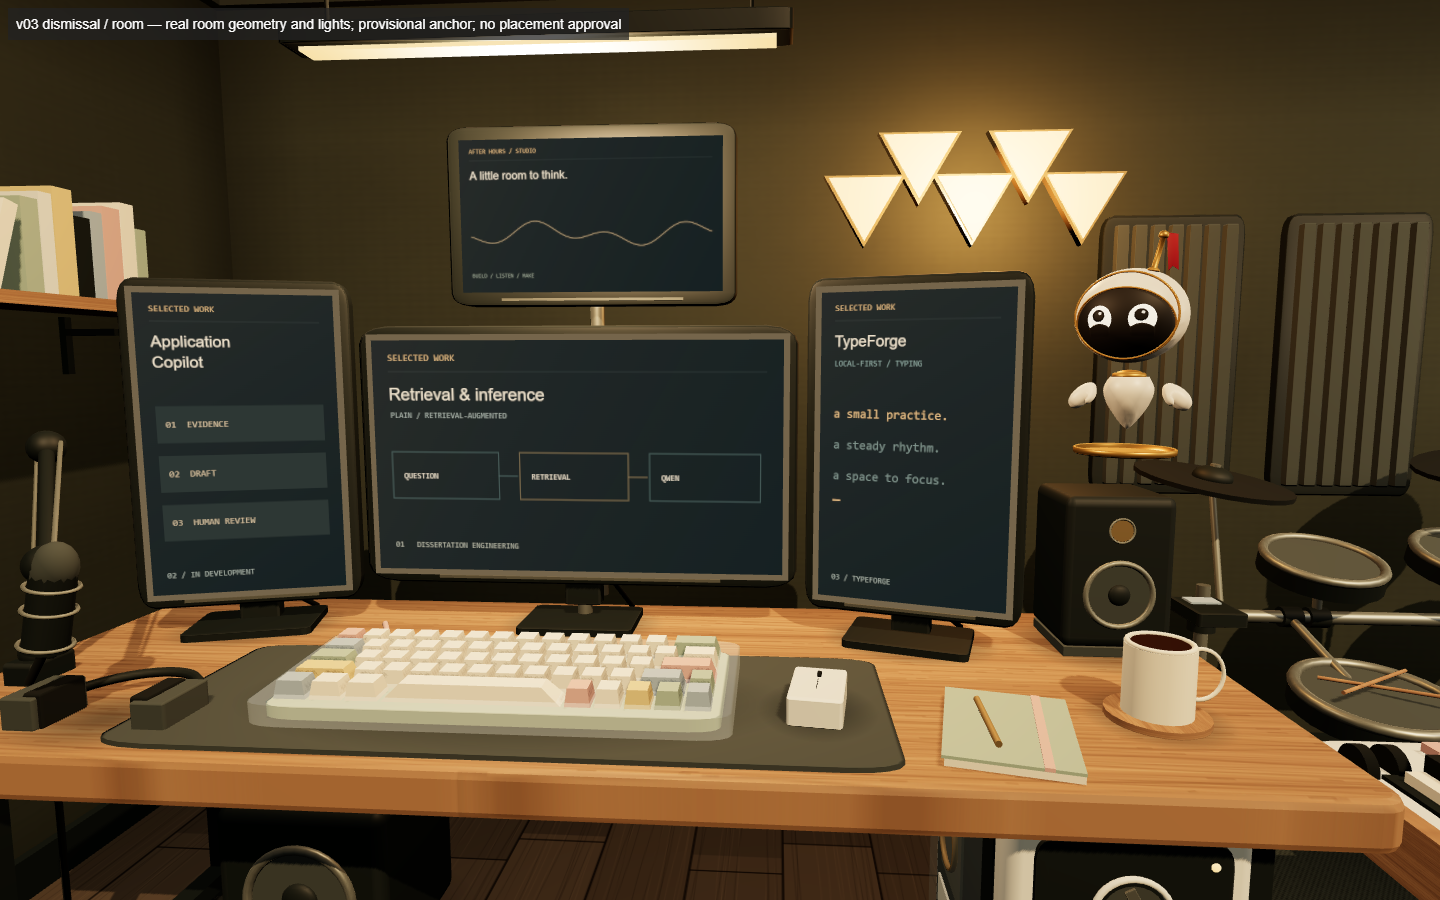 v03 dismissal / room — real room geometry and lights; provisional anchor; no placement approval
AFTER HOURS / STUDIO
A little room to think.
BUILD / LISTEN / MAKE
SELECTED WORK
Application
Copilot
01 EVIDENCE
02 DRAFT
03 HUMAN REVIEW
02 / IN DEVELOPMENT
SELECTED WORK
Retrieval & inference
PLAIN / RETRIEVAL-AUGMENTED
QUESTION
RETRIEVAL
QWEN
01 DISSERTATION ENGINEERING
SELECTED WORK
TypeForge
LOCAL-FIRST / TYPING
a small practice.
a steady rhythm.
a space to focus.
03 / TYPEFORGE